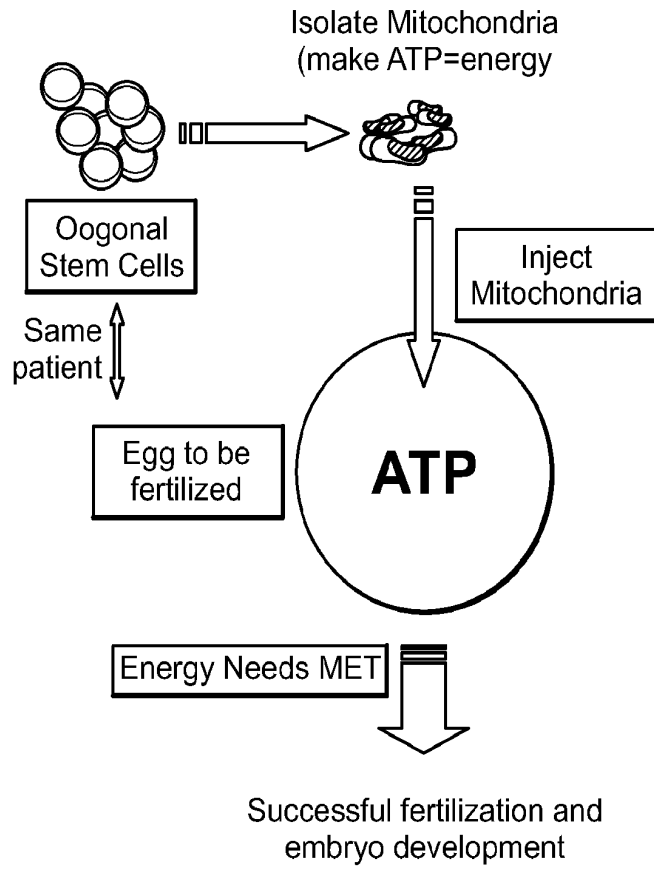 Isolate Mitochondria
(make ATP=energy
Oogonal
Stem Cells
Inject
Mitochondria
Same
patient
Egg to be
fertilized
ATP
Energy Needs MET
Successful fertilization and
embryo development